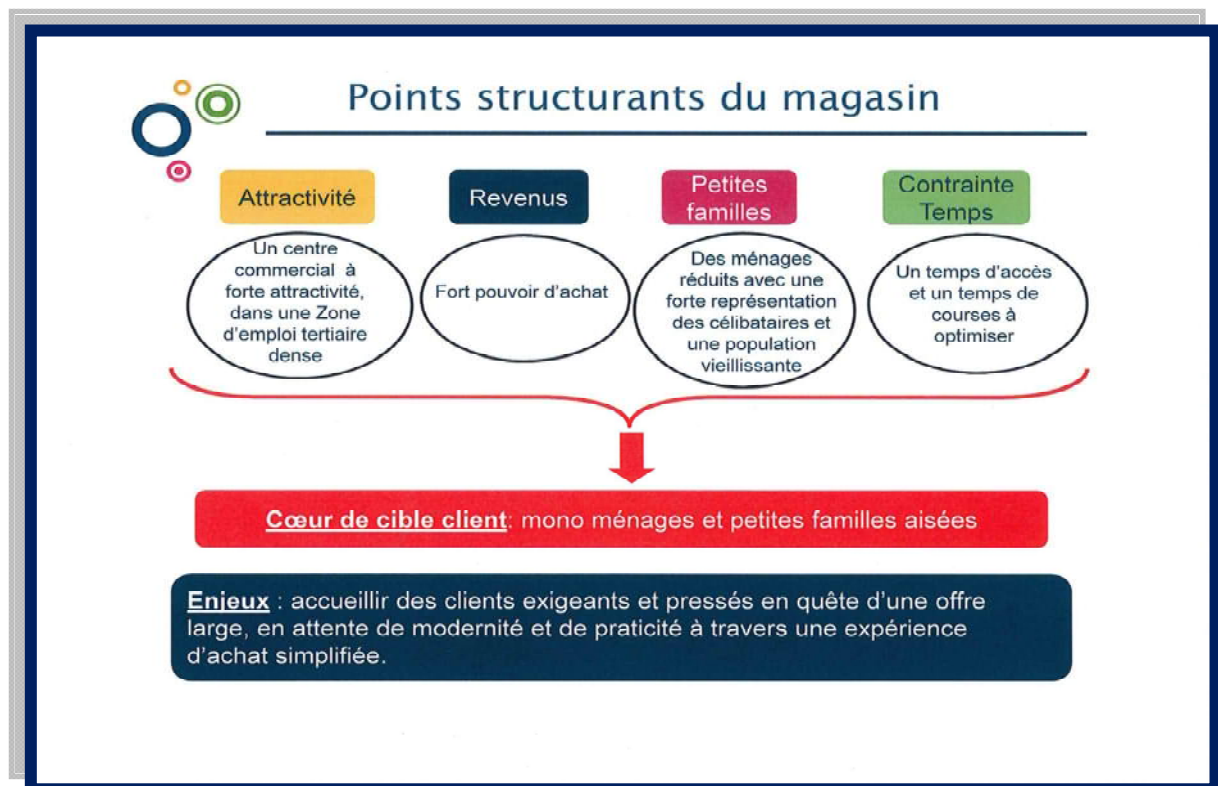 Points structurants du magasin
Attractivité
Revenus
Petites
familles
Contrainte
Temps
Un centre
commercial à
forte attractivité,
dans une Zone
d'emploi tertiaire
dense
Fort pouvoir d'achat
Des ménages
réduits avec une
forte représentation
des célibataires et
une population
vieillissante
Un temps d'accès
et un temps de
courses à
optimiser
Cœur de cible client: mono ménages et petites familles aisées
Enjeux : accueillir des clients exigeants et pressés en quête d'une offre
large, en attente de modernité et de praticité à travers une expérience
d'achat simplifiée.